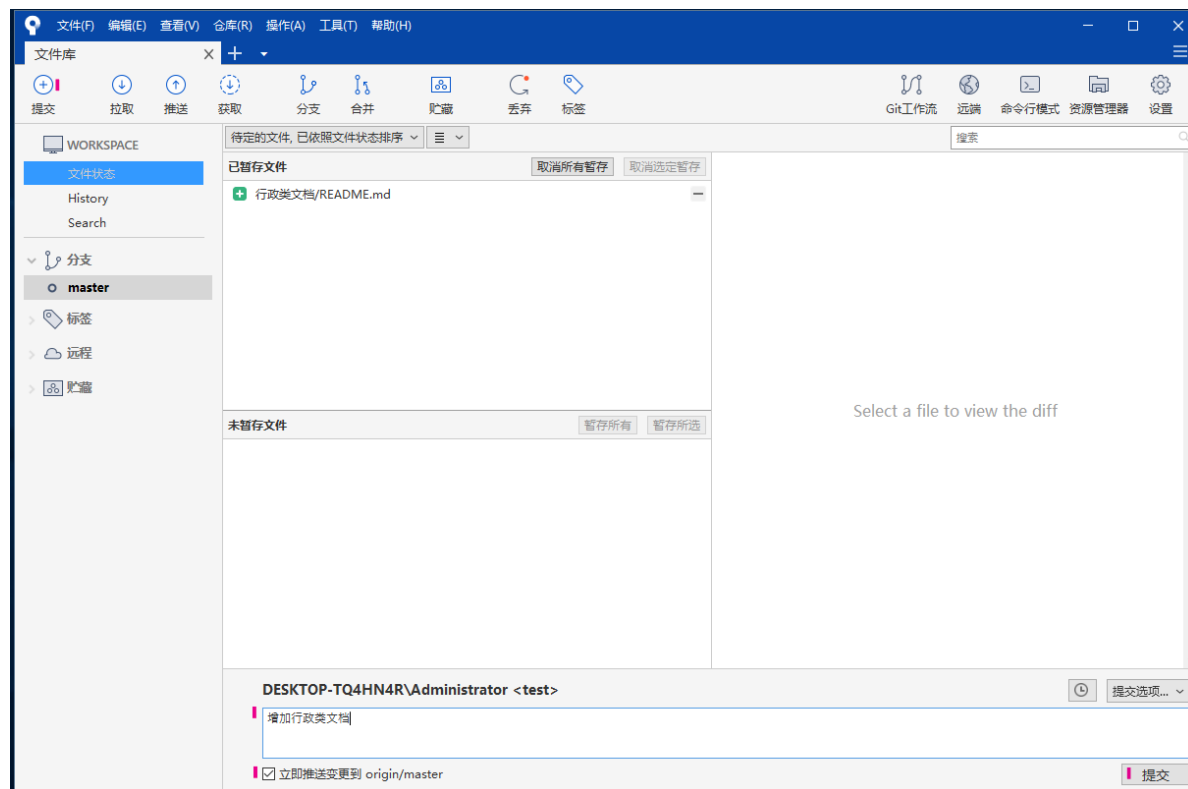 文件(F) 编辑(E) 查看(V) 仓库(R) 操作(A) 工具(T) 帮助(H)
文件库
提交 拉取 推送 获取 分支 合并 贮藏 丢弃 标签 Git工作流 远端 命令行模式 资源管理器 设置
WORKSPACE
文件状态
History
Search
分支
master
标签
远程
贮藏
待定的文件, 已依照文件状态排序
搜索
已暂存文件 取消所有暂存 取消选定暂存
行政类文档/README.md
未暂存文件 暂存所有 暂存所选
Select a file to view the diff
DESKTOP-TQ4HN4R\Administrator <test>
提交选项...
增加行政类文档
立即推送变更到 origin/master
提交